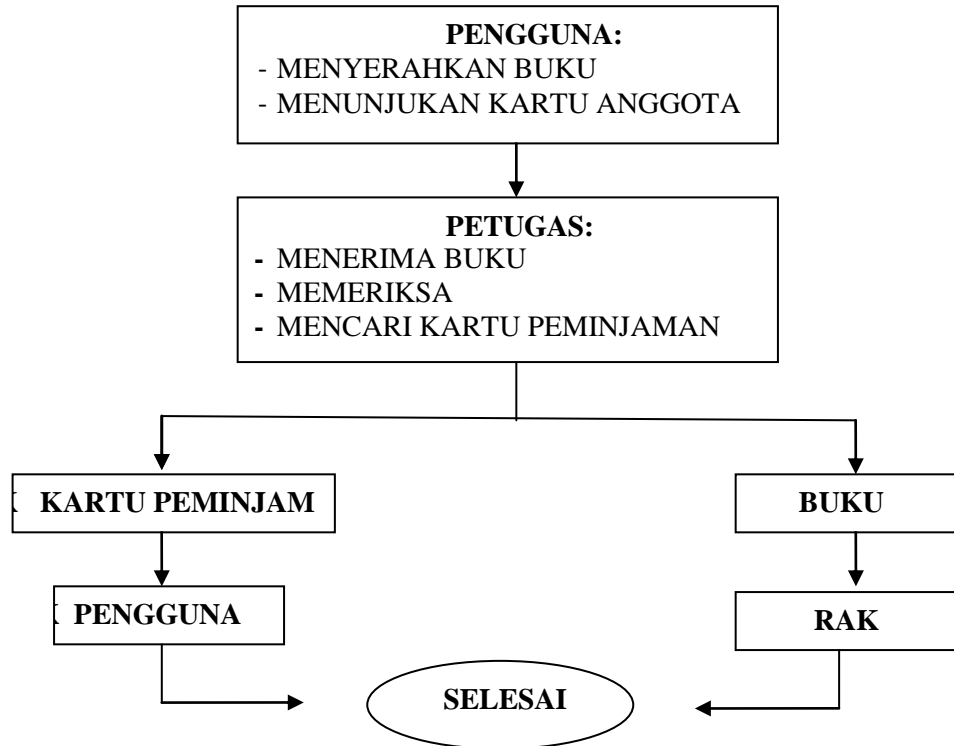 PENGGUNA:
- MENYERAHKAN BUKU
- MENUNJUKAN KARTU ANGGOTA
PETUGAS:
- MENERIMA BUKU
- MEMERIKSA
- MENCARI KARTU PEMINJAMAN
KARTU PEMINJAM
BUKU
PENGGUNA
RAK
SELESAI